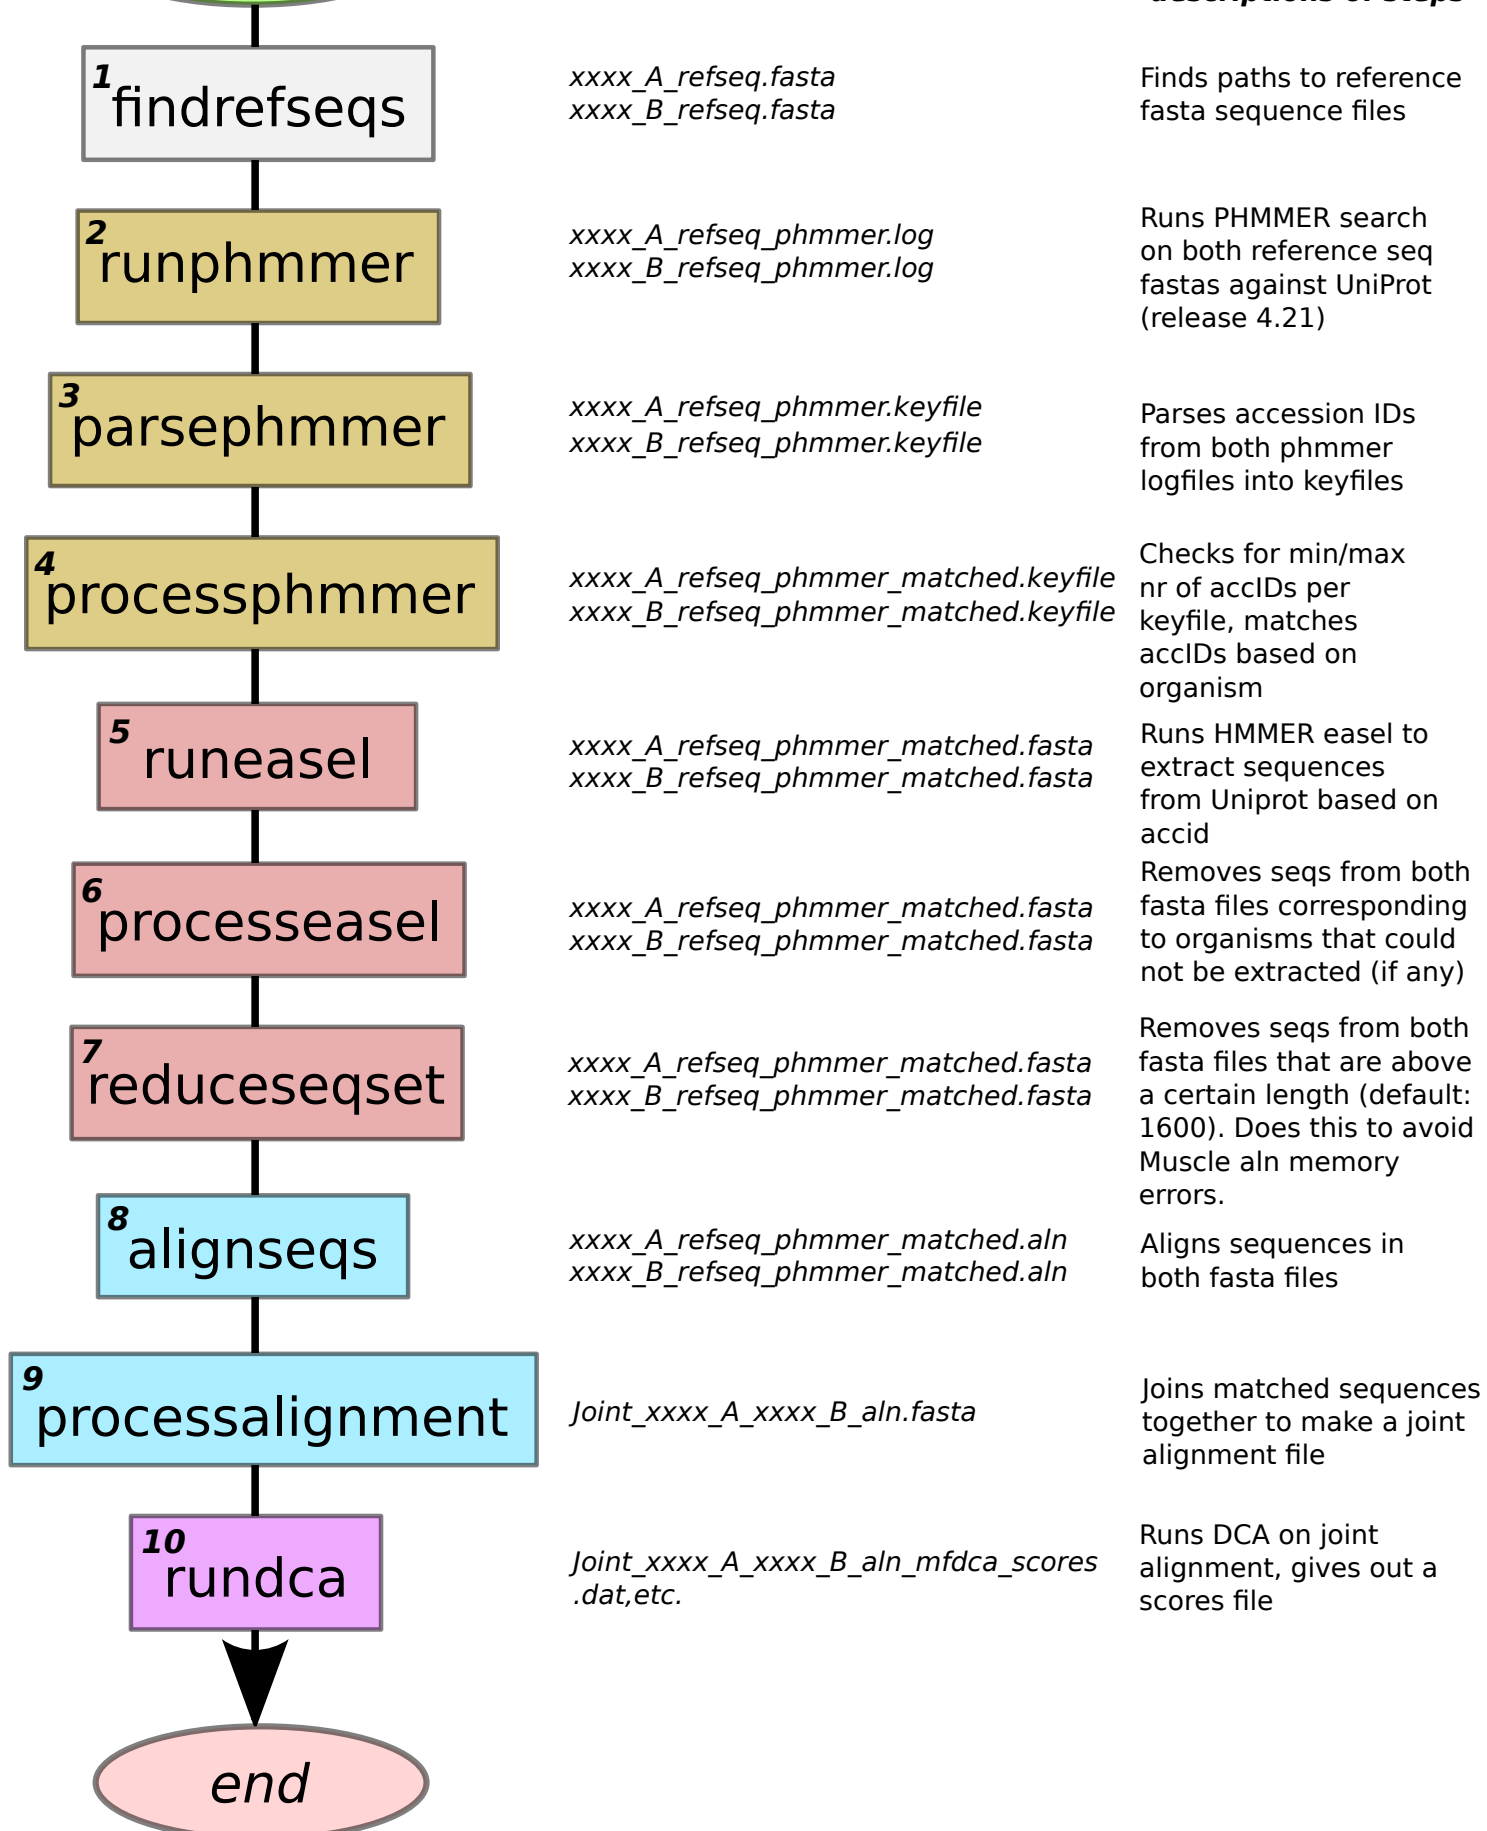 descriptions of steps
1
findrefseqs
xxxx_A_refseq.fasta
xxxx_B_refseq.fasta
Finds paths to reference
fasta sequence files
2
runphmmer
xxxx_A_refseq_phmmer.log
xxxx_B_refseq_phmmer.log
Runs PHMMER search
on both reference seq
fastas against UniProt
(release 4.21)
3
parsephmmer
xxxx_A_refseq_phmmer.keyfile
xxxx_B_refseq_phmmer.keyfile
Parses accession IDs
from both phmmer
logfiles into keyfiles
4
processphmmer
xxxx_A_refseq_phmmer_matched.keyfile
xxxx_B_refseq_phmmer_matched.keyfile
Checks for min/max
nr of accIDs per
keyfile, matches
accIDs based on
organism
5
runeasel
xxxx_A_refseq_phmmer_matched.fasta
xxxx_B_refseq_phmmer_matched.fasta
Runs HMMER easel to
extract sequences
from Uniprot based on
accid
6
processeasel
xxxx_A_refseq_phmmer_matched.fasta
xxxx_B_refseq_phmmer_matched.fasta
Removes seqs from both
fasta files corresponding
to organisms that could
not be extracted (if any)
7
reduceseqset
xxxx_A_refseq_phmmer_matched.fasta
xxxx_B_refseq_phmmer_matched.fasta
Removes seqs from both
fasta files that are above
a certain length (default:
1600). Does this to avoid
Muscle aln memory
errors.
8
alignseqs
xxxx_A_refseq_phmmer_matched.aln
xxxx_B_refseq_phmmer_matched.aln
Aligns sequences in
both fasta files
9
processalignment
Joint_xxxx_A_xxxx_B_aln.fasta
Joins matched sequences
together to make a joint
alignment file
10
rundca
Joint_xxxx_A_xxxx_B_aln_mfdca_scores
.dat,etc.
Runs DCA on joint
alignment, gives out a
scores file
end